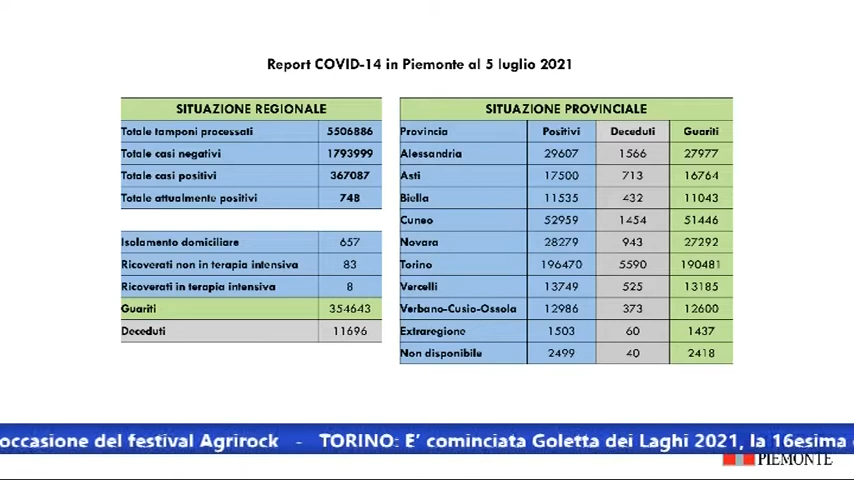 Report COVID-14 in Piemonte al 5 luglio 2021
SITUAZIONE REGIONALE
Totale tamponi processati 5506886
Totale casi negativi 1793999
Totale casi positivi 367087
Totale attualmente positivi 748
Isolamento domiciliare 657
Ricoverati non in terapia intensiva 83
Ricoverati in terapia intensiva 8
Guariti 354643
Deceduti 11696
SITUAZIONE PROVINCIALE
Provincia Positivi Deceduti Guariti
Alessandria 29607 1566 27977
Asti 17500 713 16764
Biella 11535 432 11043
Cuneo 52959 1454 51446
Novara 28279 943 27292
Torino 196470 5590 190481
Vercelli 13749 525 13185
Verbano-Cusio-Ossola 12986 373 12600
Extraregione 1503 60 1437
Non disponibile 2499 40 2418
occasione del festival Agrirock - TORINO: E' cominciata Goletta dei Laghi 2021, la 16esima
PIEMONTE